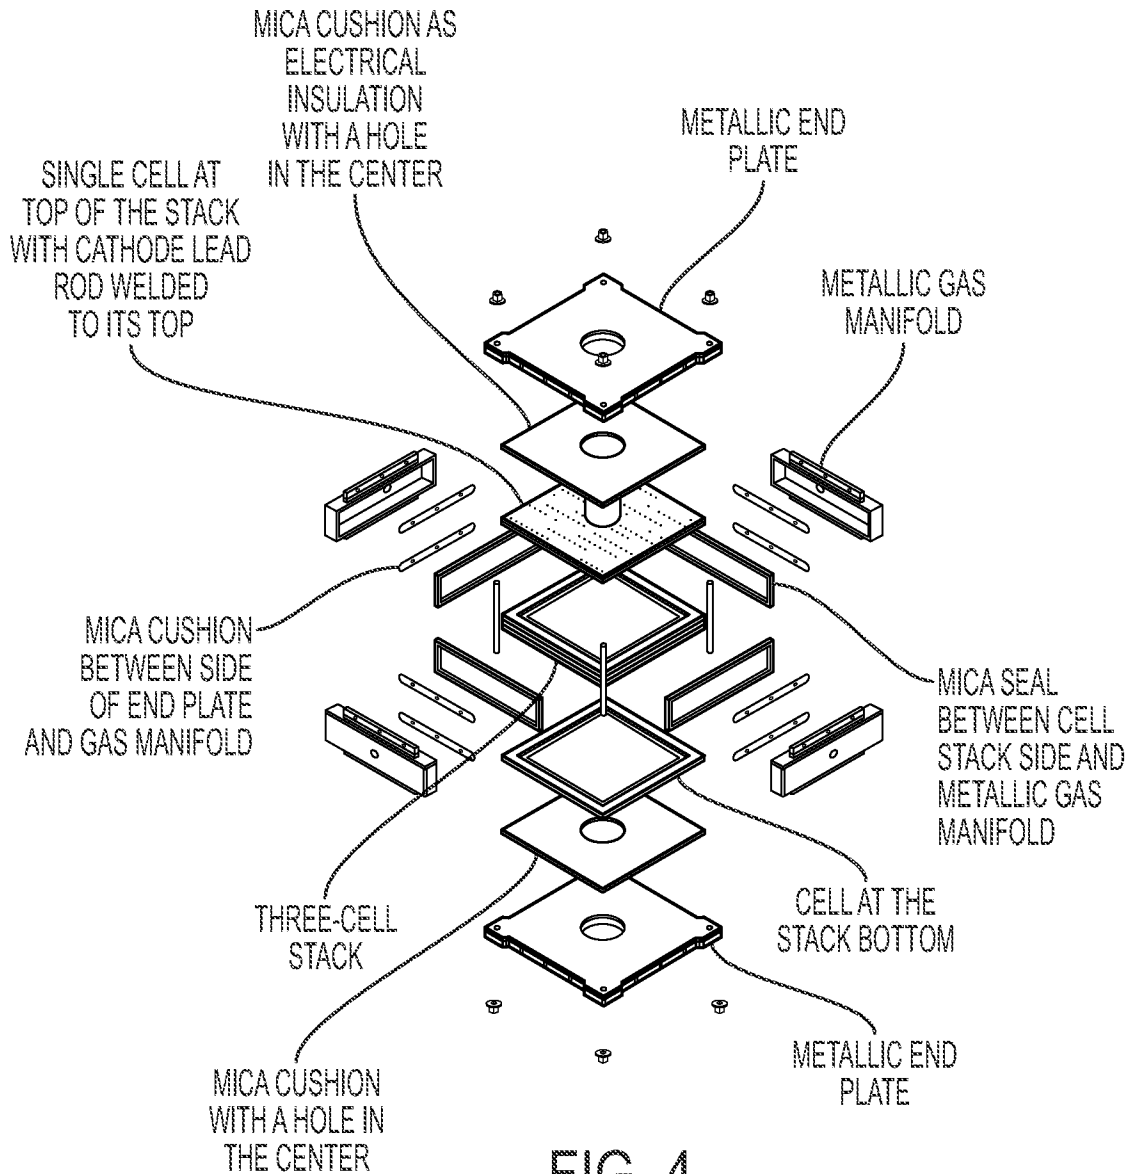 MICA CUSHION AS
ELECTRICAL
INSULATION
WITH A HOLE
IN THE CENTER
METALLIC END
PLATE
SINGLE CELL AT
TOP OF THE STACK
WITH CATHODE LEAD
ROD WELDED
TO ITS TOP
METALLIC GAS
MANIFOLD
MICA CUSHION
BETWEEN SIDE
OF END PLATE
AND GAS MANIFOLD
MICA SEAL
BETWEEN CELL
STACK SIDE AND
METALLIC GAS
MANIFOLD
THREE-CELL
STACK
CELL AT THE
STACK BOTTOM
METALLIC END
PLATE
MICA CUSHION
WITH A HOLE IN
THE CENTER
FIG. 4